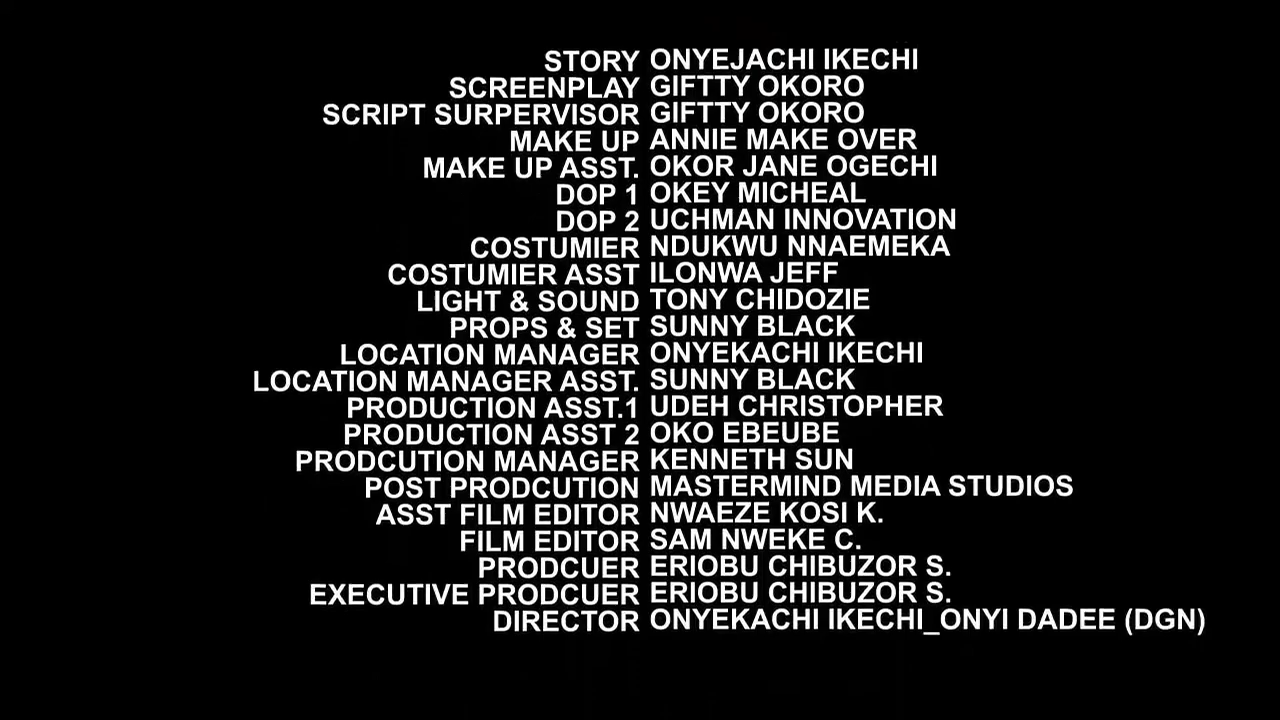 STORY ONYEJACHI IKECHI
SCREENPLAY GIFTTY OKORO
SCRIPT SURPERVISOR GIFTTY OKORO
MAKE UP ANNIE MAKE OVER
MAKE UP ASST. OKOR JANE OGECHI
DOP 1 OKEY MICHEAL
DOP 2 UCHMAN INNOVATION
COSTUMIER NDUKWU NNAEMEKA
COSTUMIER ASST ILONWA JEFF
LIGHT & SOUND TONY CHIDOZIE
PROPS & SET SUNNY BLACK
LOCATION MANAGER ONYEKACHI IKECHI
LOCATION MANAGER ASST. SUNNY BLACK
PRODUCTION ASST.1 UDEH CHRISTOPHER
PRODUCTION ASST 2 OKO EBEUBE
PRODCUTION MANAGER KENNETH SUN
POST PRODCUTION MASTERMIND MEDIA STUDIOS
ASST FILM EDITOR NWAEZE KOSI K.
FILM EDITOR SAM NWEKE C.
PRODCUER ERIOBU CHIBUZOR S.
EXECUTIVE PRODCUER ERIOBU CHIBUZOR S.
DIRECTOR ONYEKACHI IKECHI_ONYI DADEE (DGN)